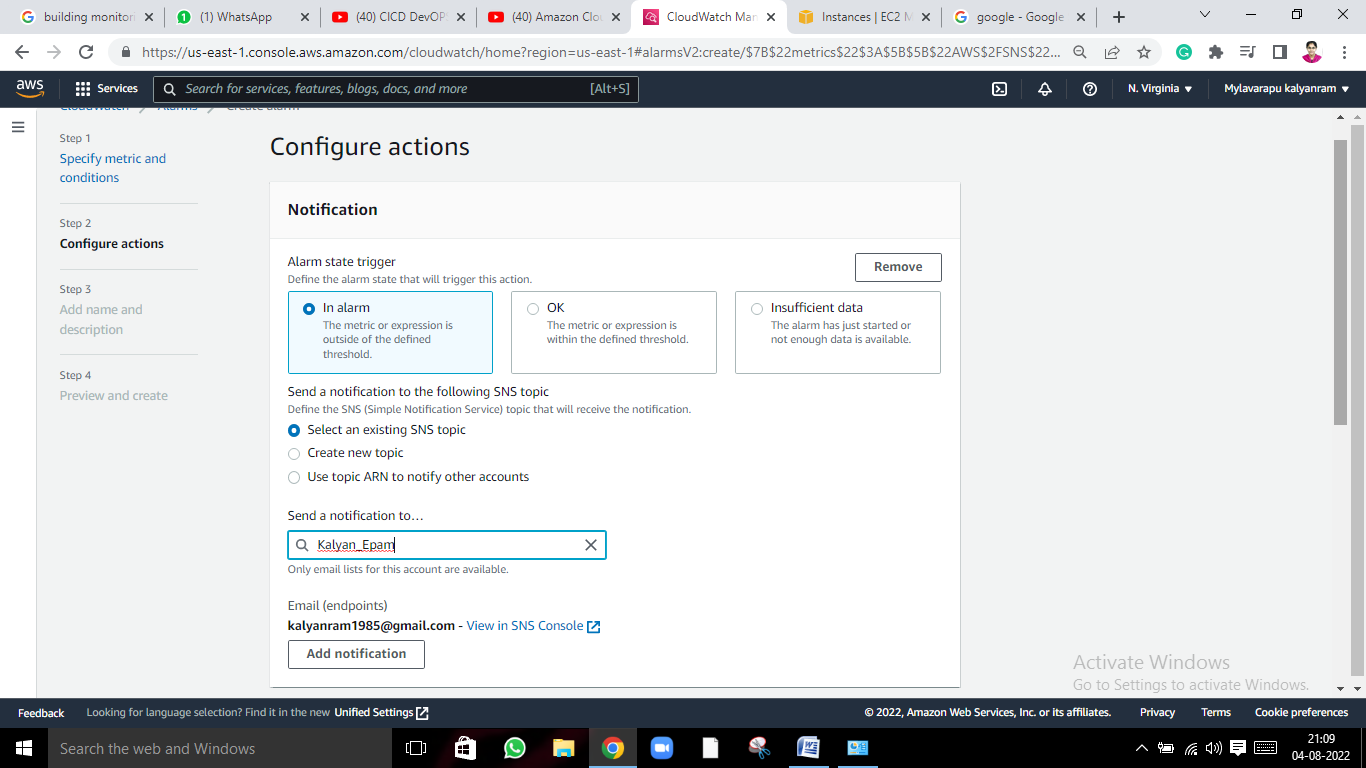 building monitori
(1) WhatsApp
(40) CICD DevOP
(40) Amazon Clo
CloudWatch Man
Instances | EC2 M
google - Google
https://us-east-1.console.aws.amazon.com/cloudwatch/home?region=us-east-1#alarmsV2:create/$7B$22metrics$22$3A$5B$5B$22AWS$2FSNS$22...
aws
Services
Search for services, features, blogs, docs, and more
[Alt+S]
N. Virginia
Mylavarapu kalyanram
CloudWatch
Alarms
Create alarm
Step 1
Specify metric and
conditions
Step 2
Configure actions
Step 3
Add name and
description
Step 4
Preview and create
Configure actions
Notification
Alarm state trigger
Define the alarm state that will trigger this action.
Remove
In alarm
The metric or expression is
outside of the defined
threshold.
OK
The metric or expression is
within the defined threshold.
Insufficient data
The alarm has just started or
not enough data is available.
Send a notification to the following SNS topic
Define the SNS (Simple Notification Service) topic that will receive the notification.
Select an existing SNS topic
Create new topic
Use topic ARN to notify other accounts
Send a notification to…
Kalyan_Epam
Only email lists for this account are available.
Email (endpoints)
kalyanram1985@gmail.com - View in SNS Console
Add notification
Activate Windows
Go to Settings to activate Windows.
Feedback
Looking for language selection? Find it in the new Unified Settings
© 2022, Amazon Web Services, Inc. or its affiliates.
Privacy
Terms
Cookie preferences
Search the web and Windows
21:09
04-08-2022